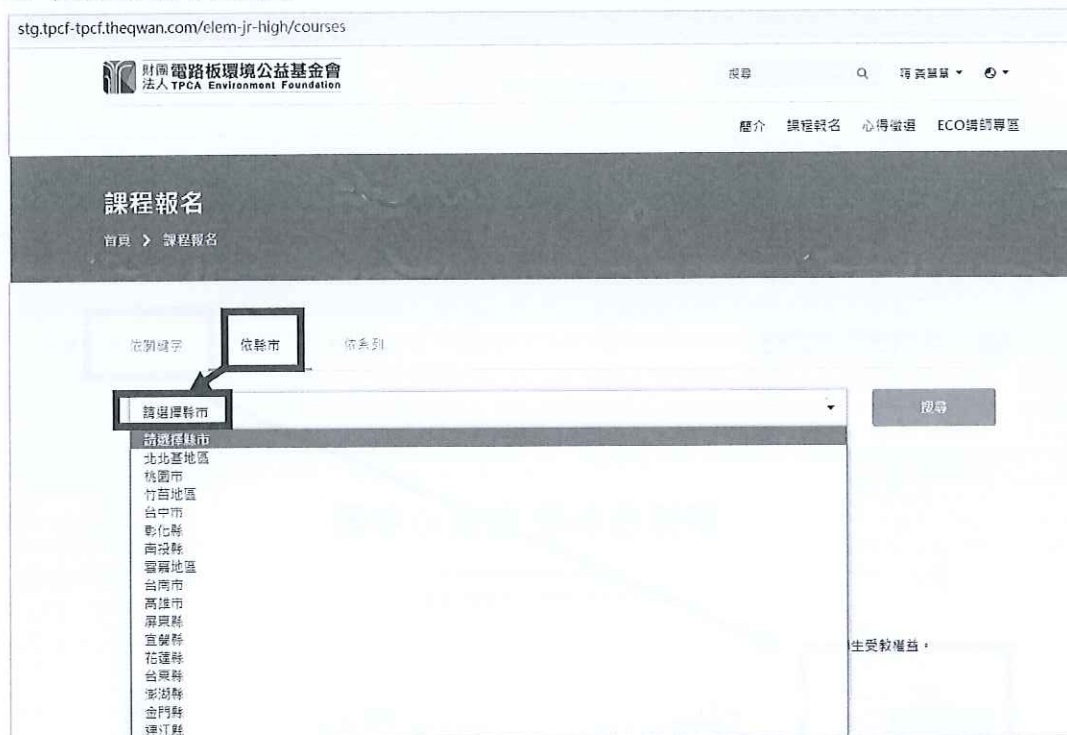 stg.tpcf-tpcf.theqwan.com/elem-jr-high/courses
財團法人
電路板環境公益基金會
TPCA Environment Foundation
搜尋
簡介 課程報名 心得徵選 ECO講師專區
課程報名
首頁 > 課程報名
依關鍵字 依縣市 依系列
請選擇縣市 搜尋
請選擇縣市
北北基地區
桃園市
竹苗地區
台中市
彰化縣
南投縣
雲嘉地區
台南市
高雄市
屏東縣
宜蘭縣
花蓮縣
台東縣
澎湖縣
金門縣
連江縣
生受教權益。